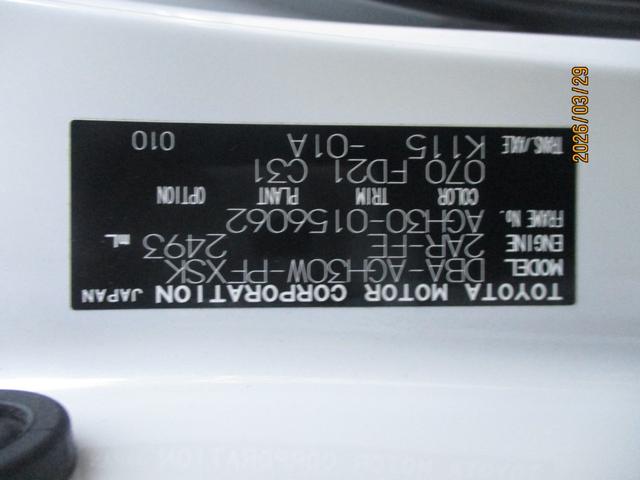 TOYOTA MOTOR CORPORATION JAPAN
MODEL DBA-AGH30W-PFXSK
ENGINE 2AR-FE 2493 mL
FRAME No. AGH30-0156062
COLOR TRIM PLANT OPTION
070 FD21 C31
TRANS/AXLE K115 -01A 010
2026/03/29